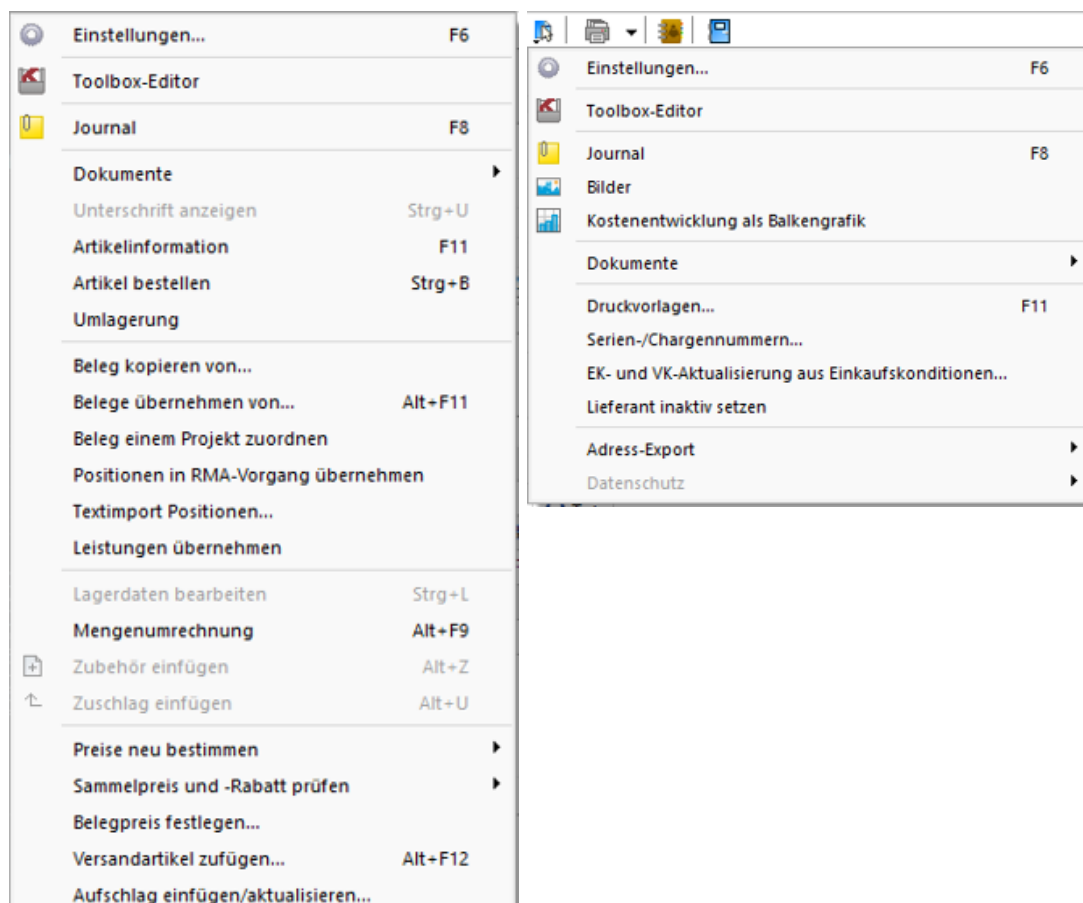 Einstellungen... F6
Toolbox-Editor
Journal F8
Dokumente
Unterschrift anzeigen Strg+U
Artikelinformation F11
Artikel bestellen Strg+B
Umlagerung
Beleg kopieren von...
Belege übernehmen von... Alt+F11
Beleg einem Projekt zuordnen
Positionen in RMA-Vorgang übernehmen
Textimport Positionen...
Leistungen übernehmen
Lagerdaten bearbeiten Strg+L
Mengenumrechnung Alt+F9
Zubehör einfügen Alt+Z
Zuschlag einfügen Alt+U
Preise neu bestimmen
Sammelpreis und -Rabatt prüfen
Belegpreis festlegen...
Versandartikel zufügen... Alt+F12
Aufschlag einfügen/aktualisieren...
Einstellungen... F6
Toolbox-Editor
Journal F8
Bilder
Kostenentwicklung als Balkengrafik
Dokumente
Druckvorlagen... F11
Serien-/Chargennummern...
EK- und VK-Aktualisierung aus Einkaufskonditionen...
Lieferant inaktiv setzen
Adress-Export
Datenschutz